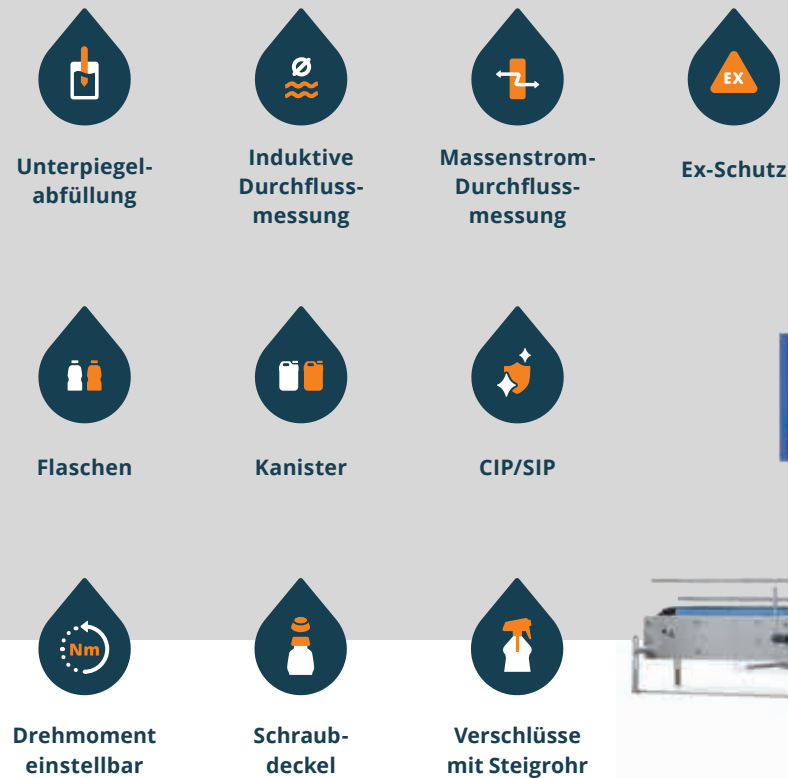 EX
Unterpiegel-
abfüllung
Induktive
Durchfluss-
messung
Massenstrom-
Durchfluss-
messung
Ex-Schutz
Flaschen
Kanister
CIP/SIP
Nm
Drehmoment
einstellbar
Schraub-
deckel
Verschlüsse
mit Steigrohr